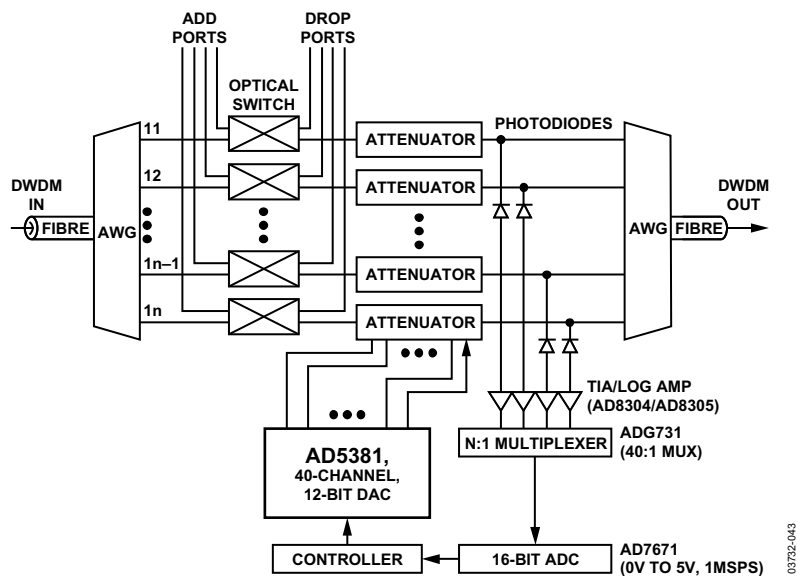 ADD
PORTS
DROP
PORTS
OPTICAL
SWITCH
PHOTODIODES
11
ATTENUATOR
12
ATTENUATOR
DWDM
IN
FIBRE
AWG
AWG
FIBRE
DWDM
OUT
1n–1
ATTENUATOR
1n
ATTENUATOR
TIA/LOG AMP
(AD8304/AD8305)
AD5381,
40-CHANNEL,
12-BIT DAC
N:1 MULTIPLEXER
ADG731
(40:1 MUX)
CONTROLLER
16-BIT ADC
AD7671
(0V TO 5V, 1MSPS)
03732-043